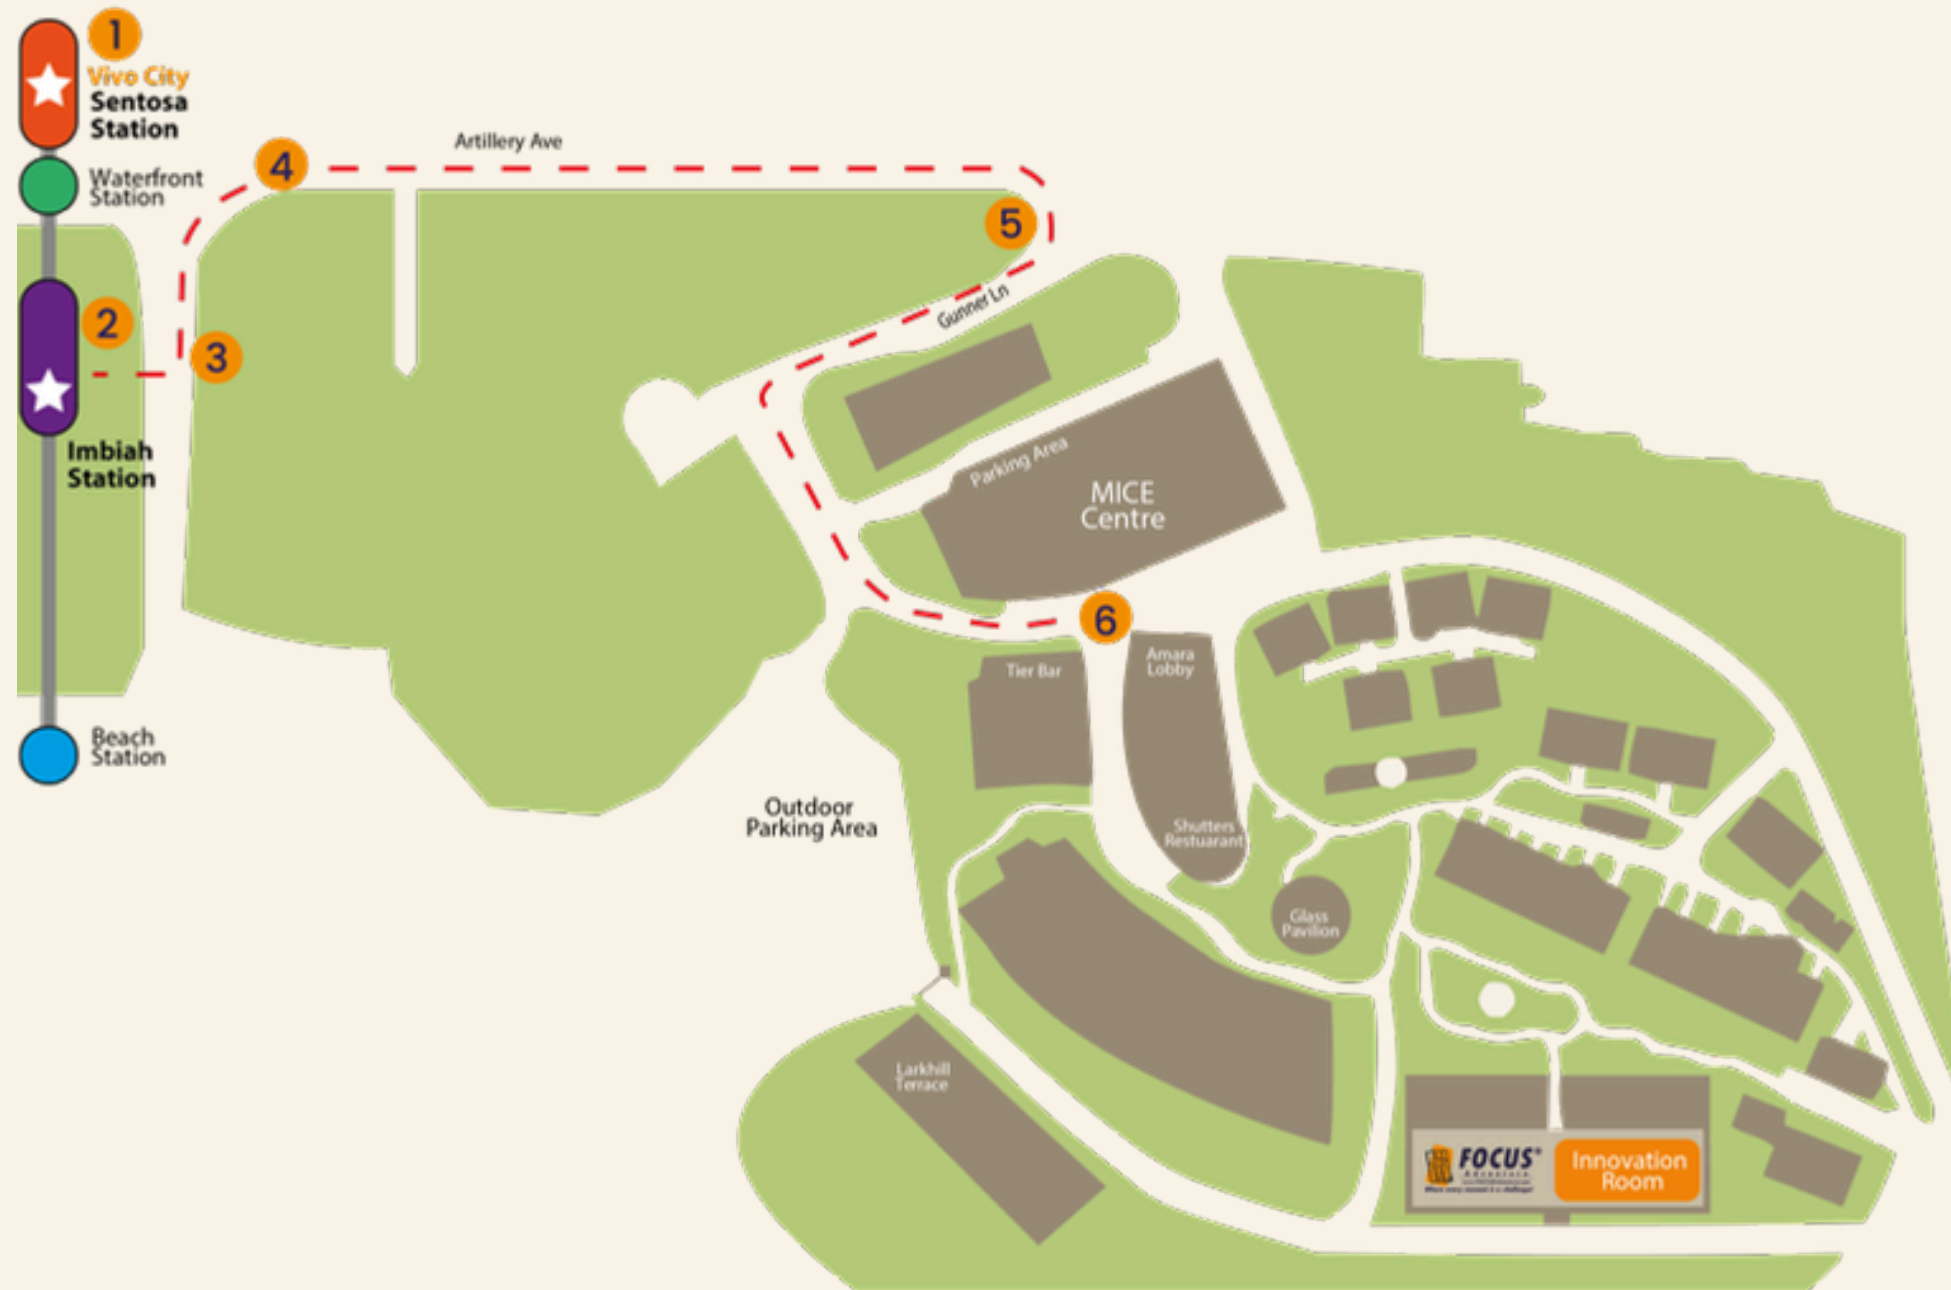 1
Vivo City
Sentosa
Station
Waterfront
Station
2
Imbiah
Station
Beach
Station
3
4
Artillery Ave
5
Gunner Ln
Parking Area
MICE
Centre
6
Tier Bar
Amara
Lobby
Shutters
Restuarant
Glass
Pavilion
Outdoor
Parking Area
Larkhill
Terrace
FOCUS®
Innovation
Room